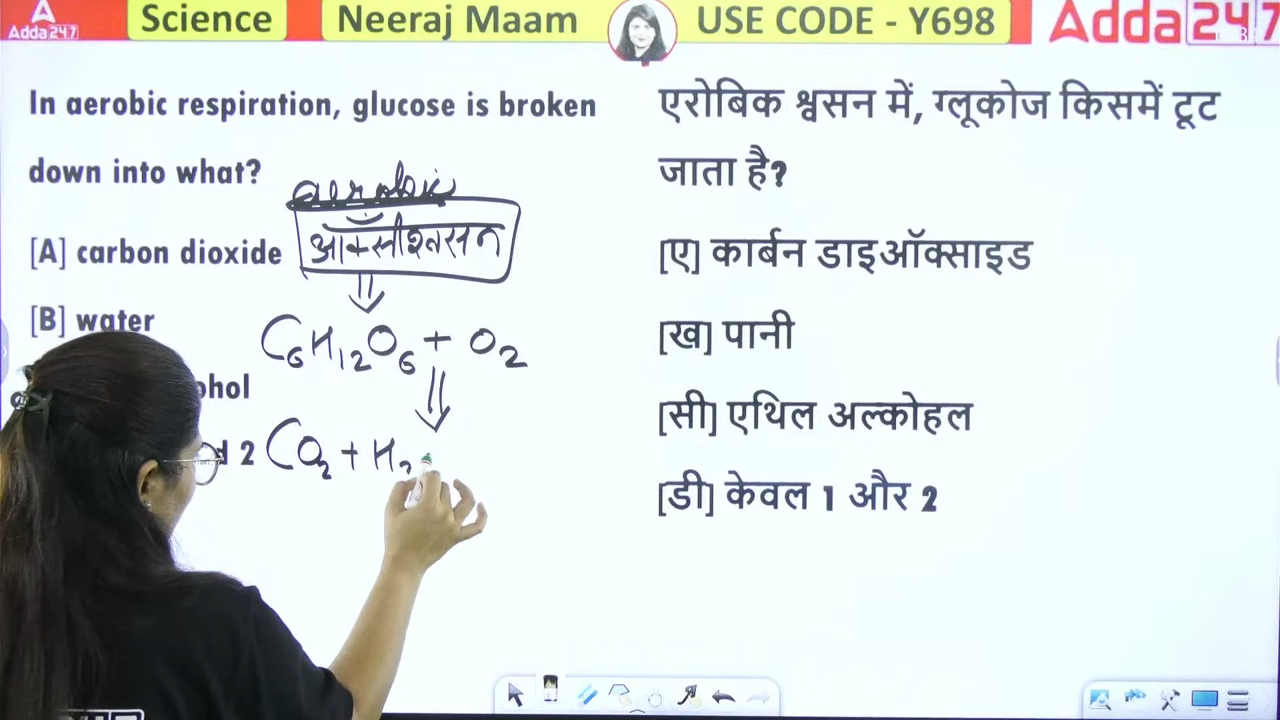 Adda247
Science
Neeraj Maam
USE CODE - Y698
Adda247
In aerobic respiration, glucose is broken
down into what?
[A] carbon dioxide
[B] water
ohol
2
एरोबिक श्वसन में, ग्लूकोज किसमें टूट
जाता है?
[ए] कार्बन डाइऑक्साइड
[ख] पानी
[सी] एथिल अल्कोहल
[डी] केवल 1 और 2
aerobic
ऑक्सीश्वसन
C6H12O6 + O2
CO2 + H2